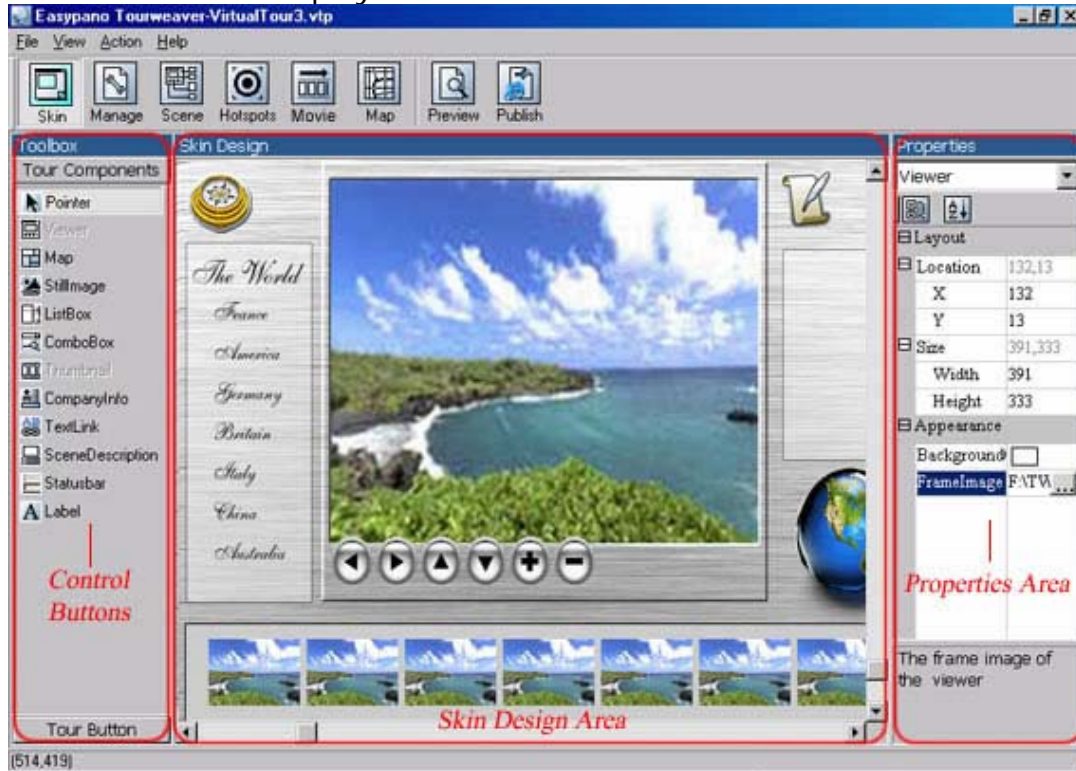 Easypano Tourweaver-VirtualTour3.vtp
File View Action Help
Skin Manage Scene Hotspots Movie Map Preview Publish
Toolbox
Tour Components
Pointer
Viewer
Map
StillImage
ListBox
ComboBox
Thumbnail
CompanyInfo
TextLink
SceneDescription
Statusbar
A Label
Control
Buttons
Tour Button
Skin Design
The World
France
America
Germany
Britain
Italy
China
Australia
Skin Design Area
Properties
Viewer
Layout
Location 132,13
X 132
Y 13
Size 391,333
Width 391
Height 333
Appearance
Background
FrameImage F:\TW ...
Properties Area
The frame image of
the viewer
(514,419)